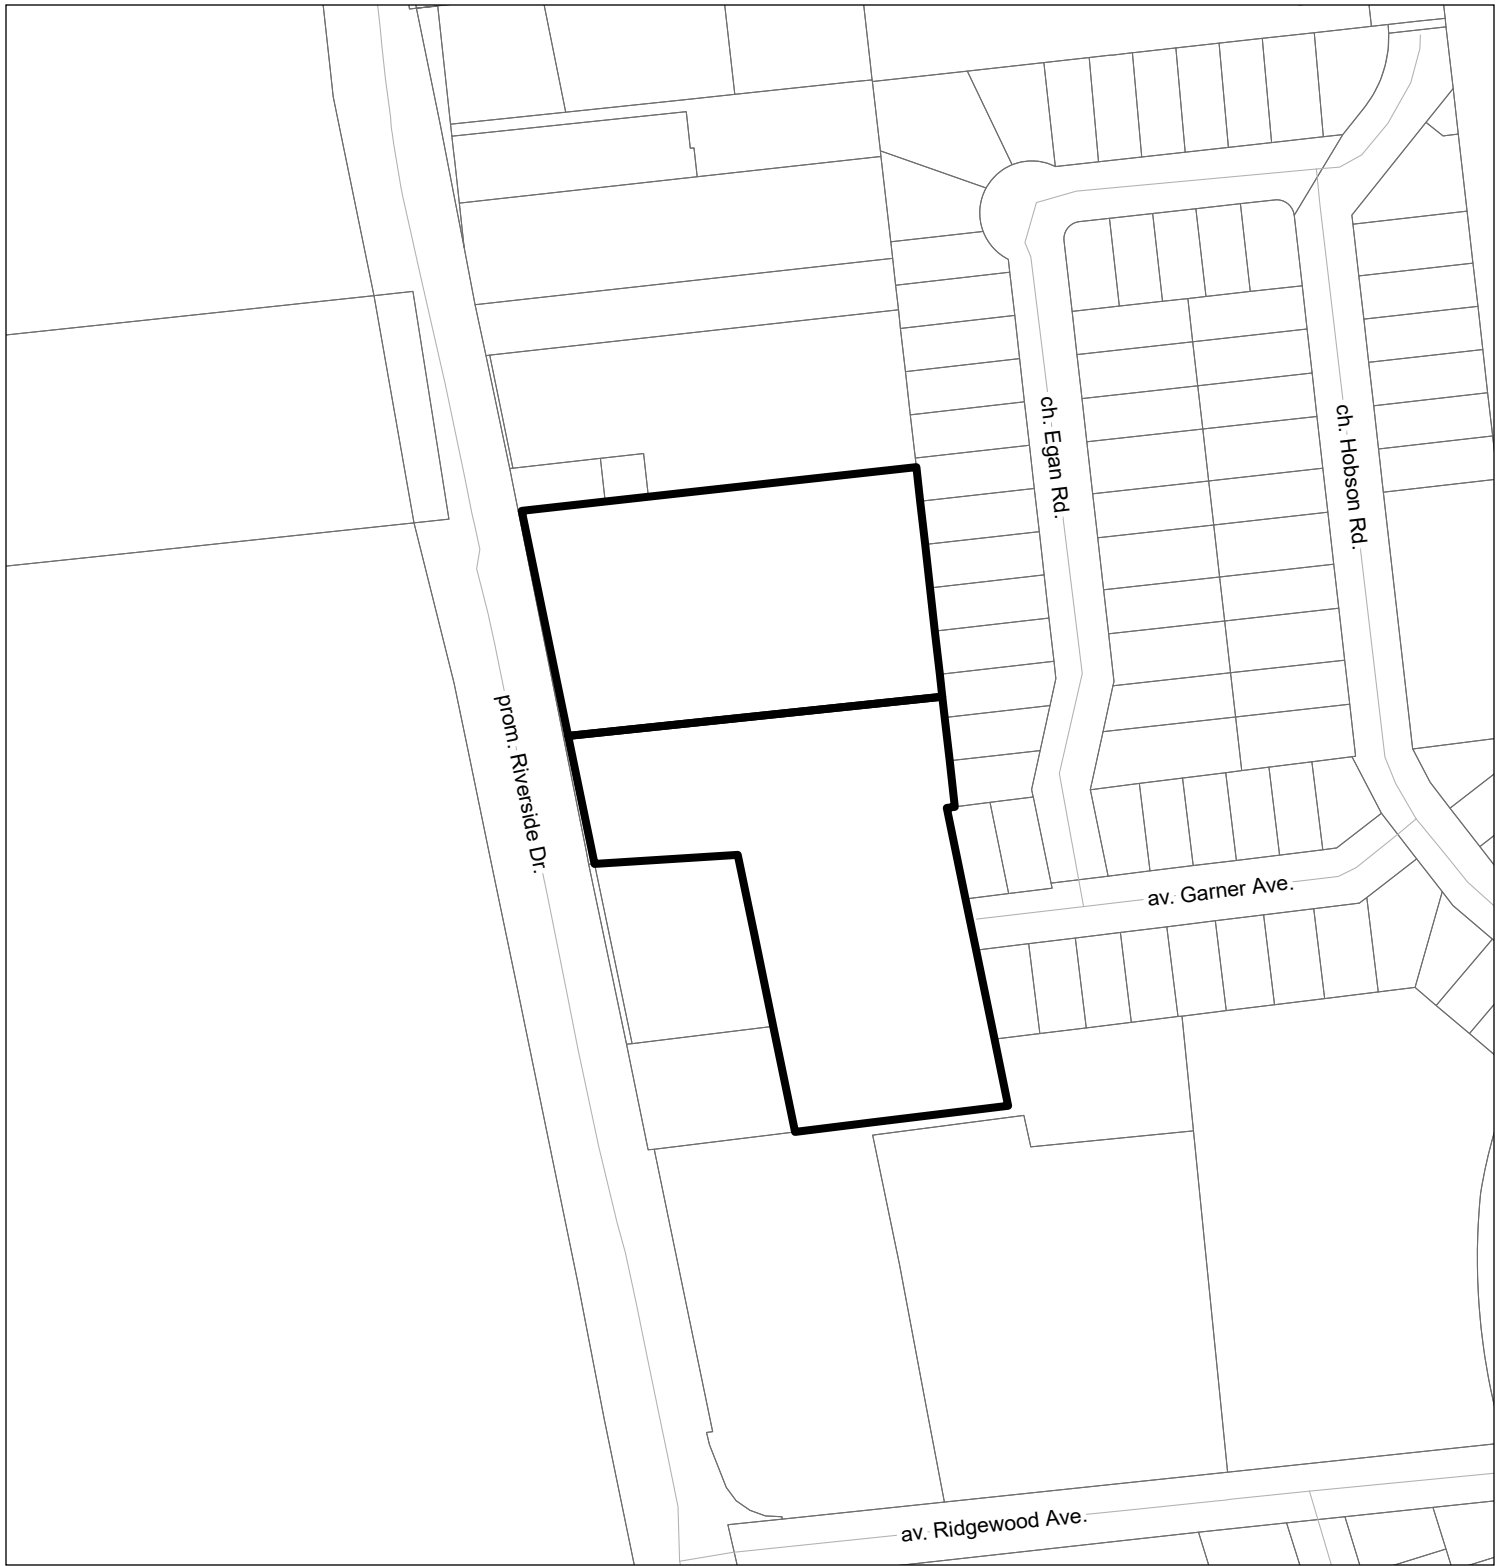 ch. Egan Rd.
ch. Hobson Rd.
prom. Riverside Dr.
av. Garner Ave.
av. Ridgewood Ave.